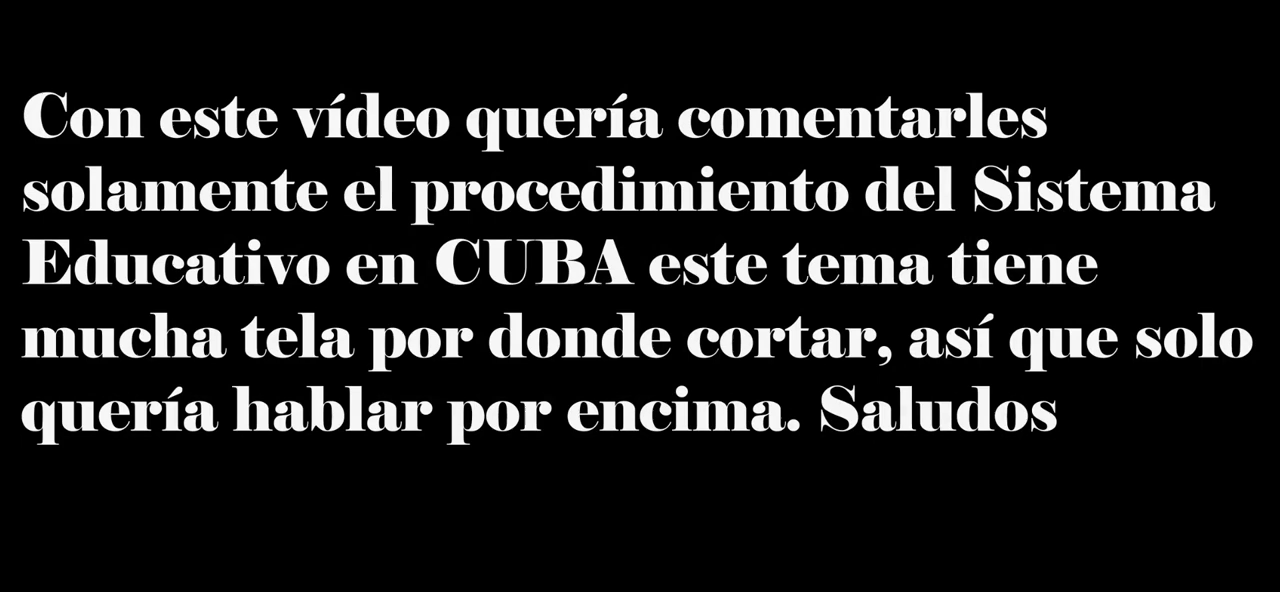 Con este vídeo quería comentarles
solamente el procedimiento del Sistema
Educativo en CUBA este tema tiene
mucha tela por donde cortar, así que solo
quería hablar por encima. Saludos